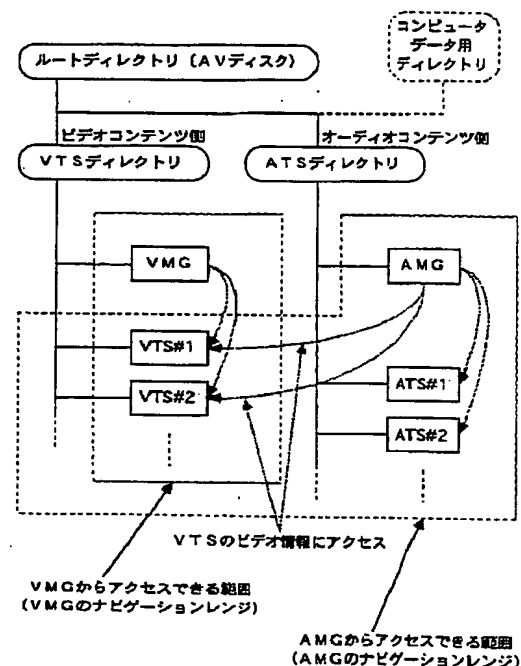 コンピュータ
データ用
ディレクトリ
ルートディレクトリ（AVディスク）
ビデオコンテンツ側
オーディオコンテンツ側
VTSディレクトリ
ATSディレクトリ
VMG
AMG
VTS#1
VTS#2
ATS#1
ATS#2
VTSのビデオ情報にアクセス
VMGからアクセスできる範囲
（VMGのナビゲーションレンジ）
AMGからアクセスできる範囲
（AMGのナビゲーションレンジ）